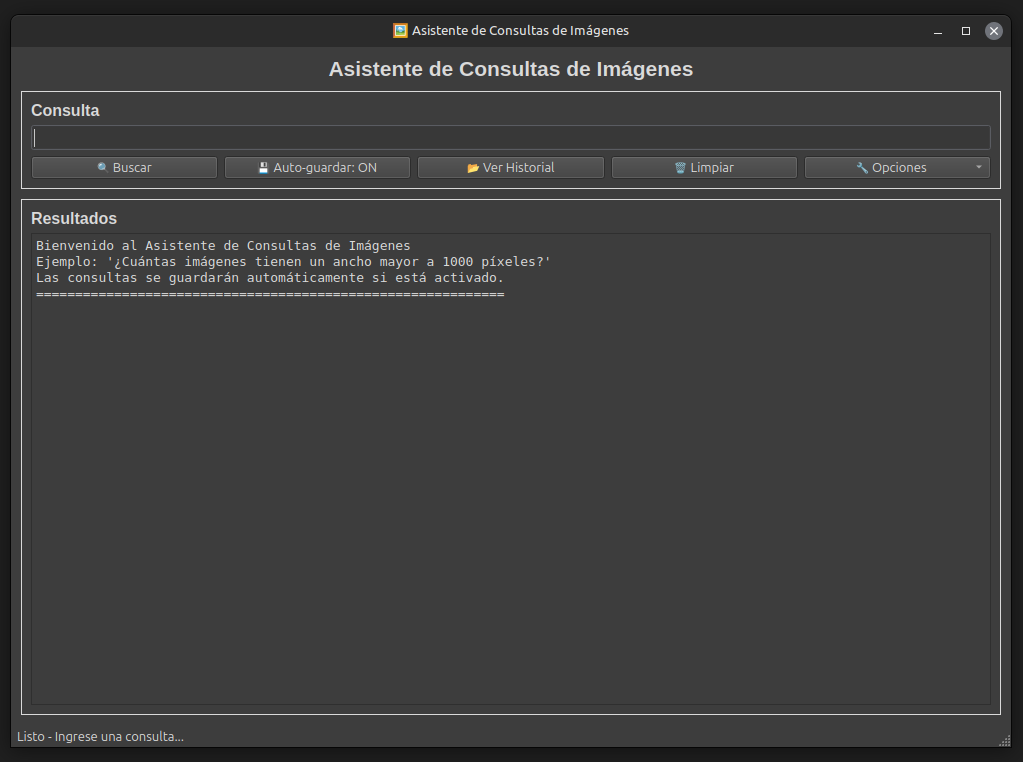 Asistente de Consultas de Imágenes
Asistente de Consultas de Imágenes
Consulta
Buscar
Auto-guardar: ON
Ver Historial
Limpiar
Opciones
Resultados
Bienvenido al Asistente de Consultas de Imágenes
Ejemplo: '¿Cuántas imágenes tienen un ancho mayor a 1000 píxeles?'
Las consultas se guardarán automáticamente si está activado.
============================================================
Listo - Ingrese una consulta...